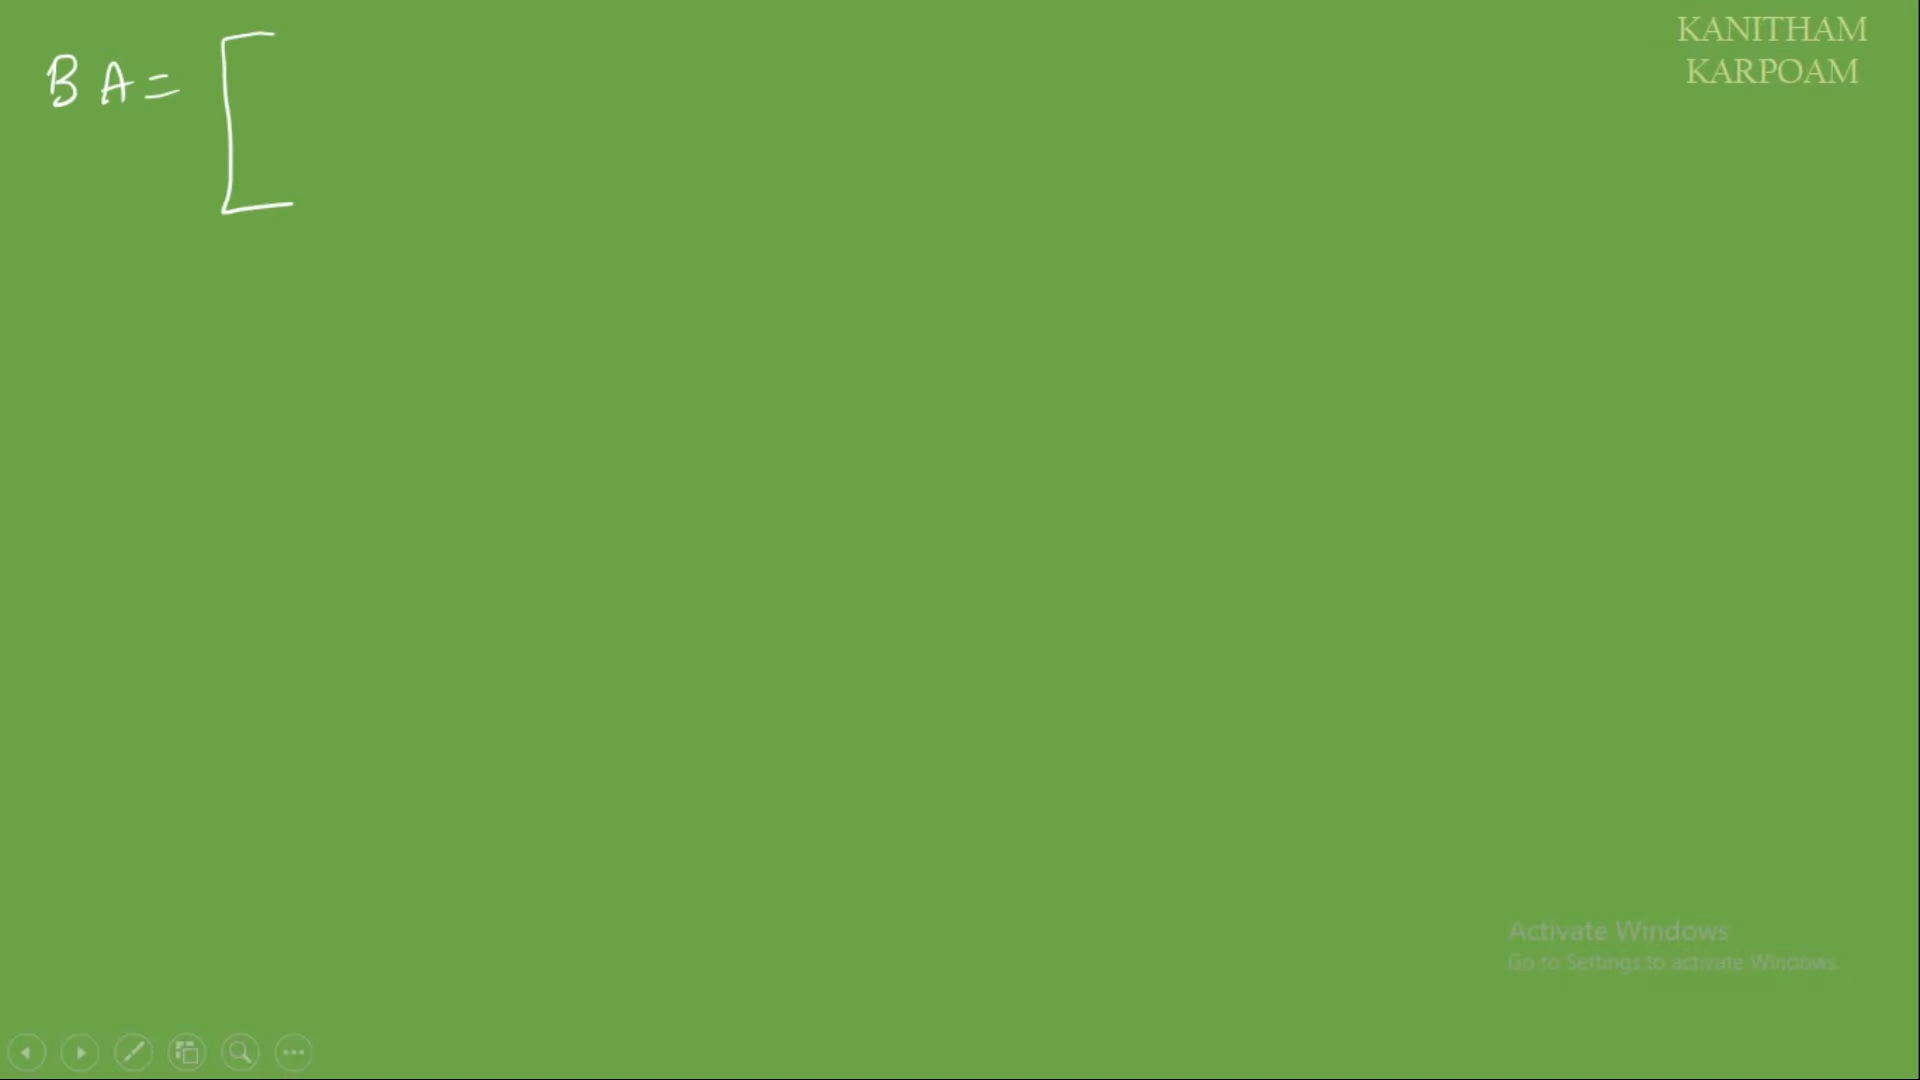 BA= [
KANITHAM
KARPOAM
Activate Windows
Go to Settings to activate Windows.